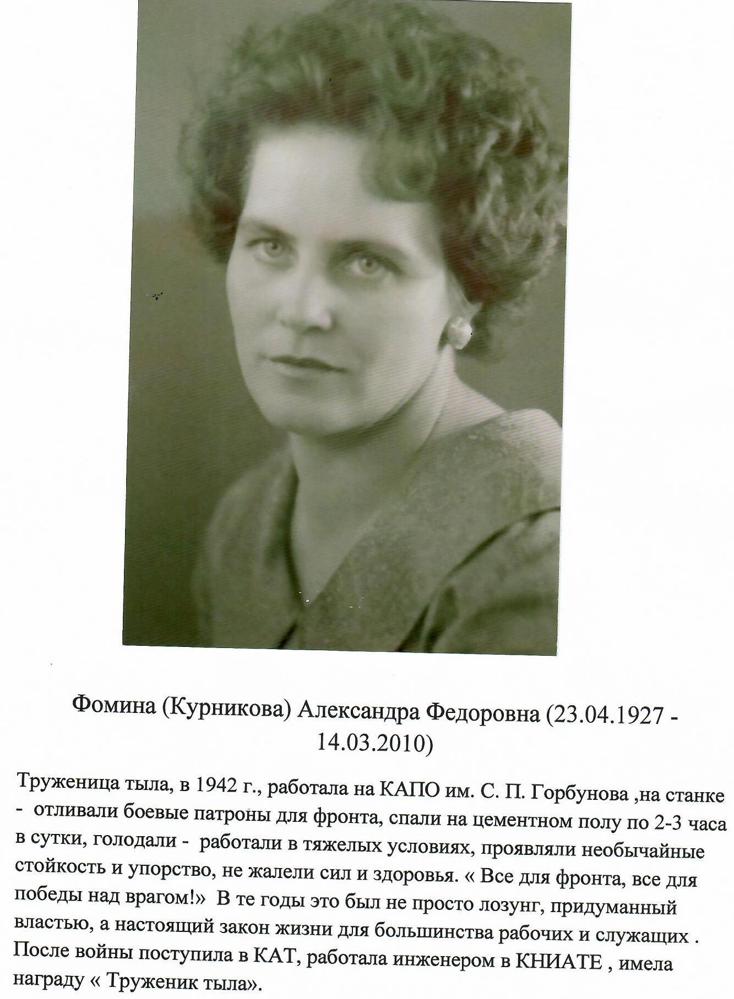 Фомина (Курникова) Александра Федоровна (23.04.1927 -
14.03.2010)
Труженица тыла, в 1942 г., работала на КАПО им. С. П. Горбунова ,на станке
- отливали боевые патроны для фронта, спали на цементном полу по 2-3 часа
в сутки, голодали - работали в тяжелых условиях, проявляли необычайные
стойкость и упорство, не жалели сил и здоровья. « Все для фронта, все для
победы над врагом!» В те годы это был не просто лозунг, придуманный
властью, а настоящий закон жизни для большинства рабочих и служащих .
После войны поступила в КАТ, работала инженером в КНИАТЕ , имела
награду « Труженик тыла».